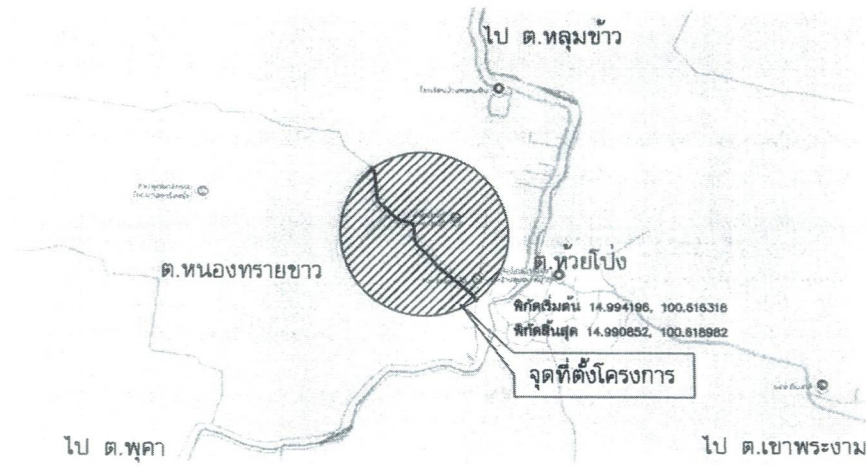 ไป ต.หลุมข้าว
ต.หนองทรายขาว
ต.ห้วยโป่ง
พิกัดเริ่มต้น 14.994196, 100.616316
พิกัดสิ้นสุด 14.990852, 100.618982
จุดที่ตั้งโครงการ
ไป ต.พุคา
ไป ต.เขาพระงาม